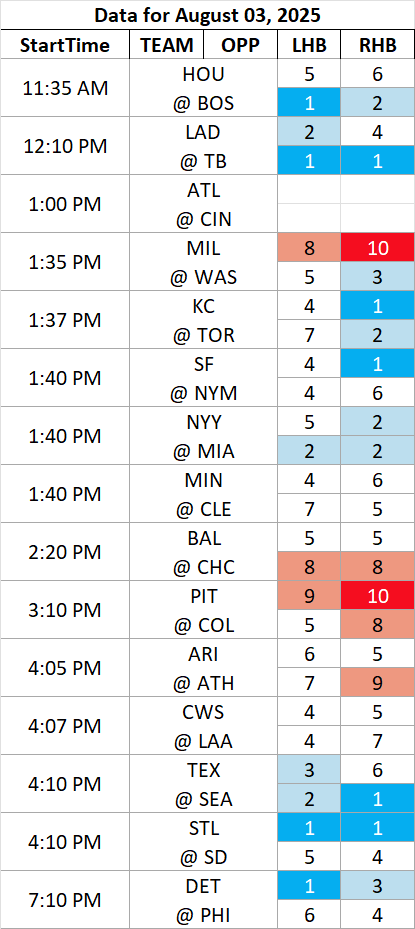 Data for August 03, 2025
StartTime TEAM OPP LHB RHB
11:35 AM HOU 5 6
@ BOS 1 2
12:10 PM LAD 2 4
@ TB 1 1
1:00 PM ATL
@ CIN
1:35 PM MIL 8 10
@ WAS 5 3
1:37 PM KC 4 1
@ TOR 7 2
1:40 PM SF 4 1
@ NYM 4 6
1:40 PM NYY 5 2
@ MIA 2 2
1:40 PM MIN 4 6
@ CLE 7 5
2:20 PM BAL 5 5
@ CHC 8 8
3:10 PM PIT 9 10
@ COL 5 8
4:05 PM ARI 6 5
@ ATH 7 9
4:07 PM CWS 4 5
@ LAA 4 7
4:10 PM TEX 3 6
@ SEA 2 1
4:10 PM STL 1 1
@ SD 5 4
7:10 PM DET 1 3
@ PHI 6 4